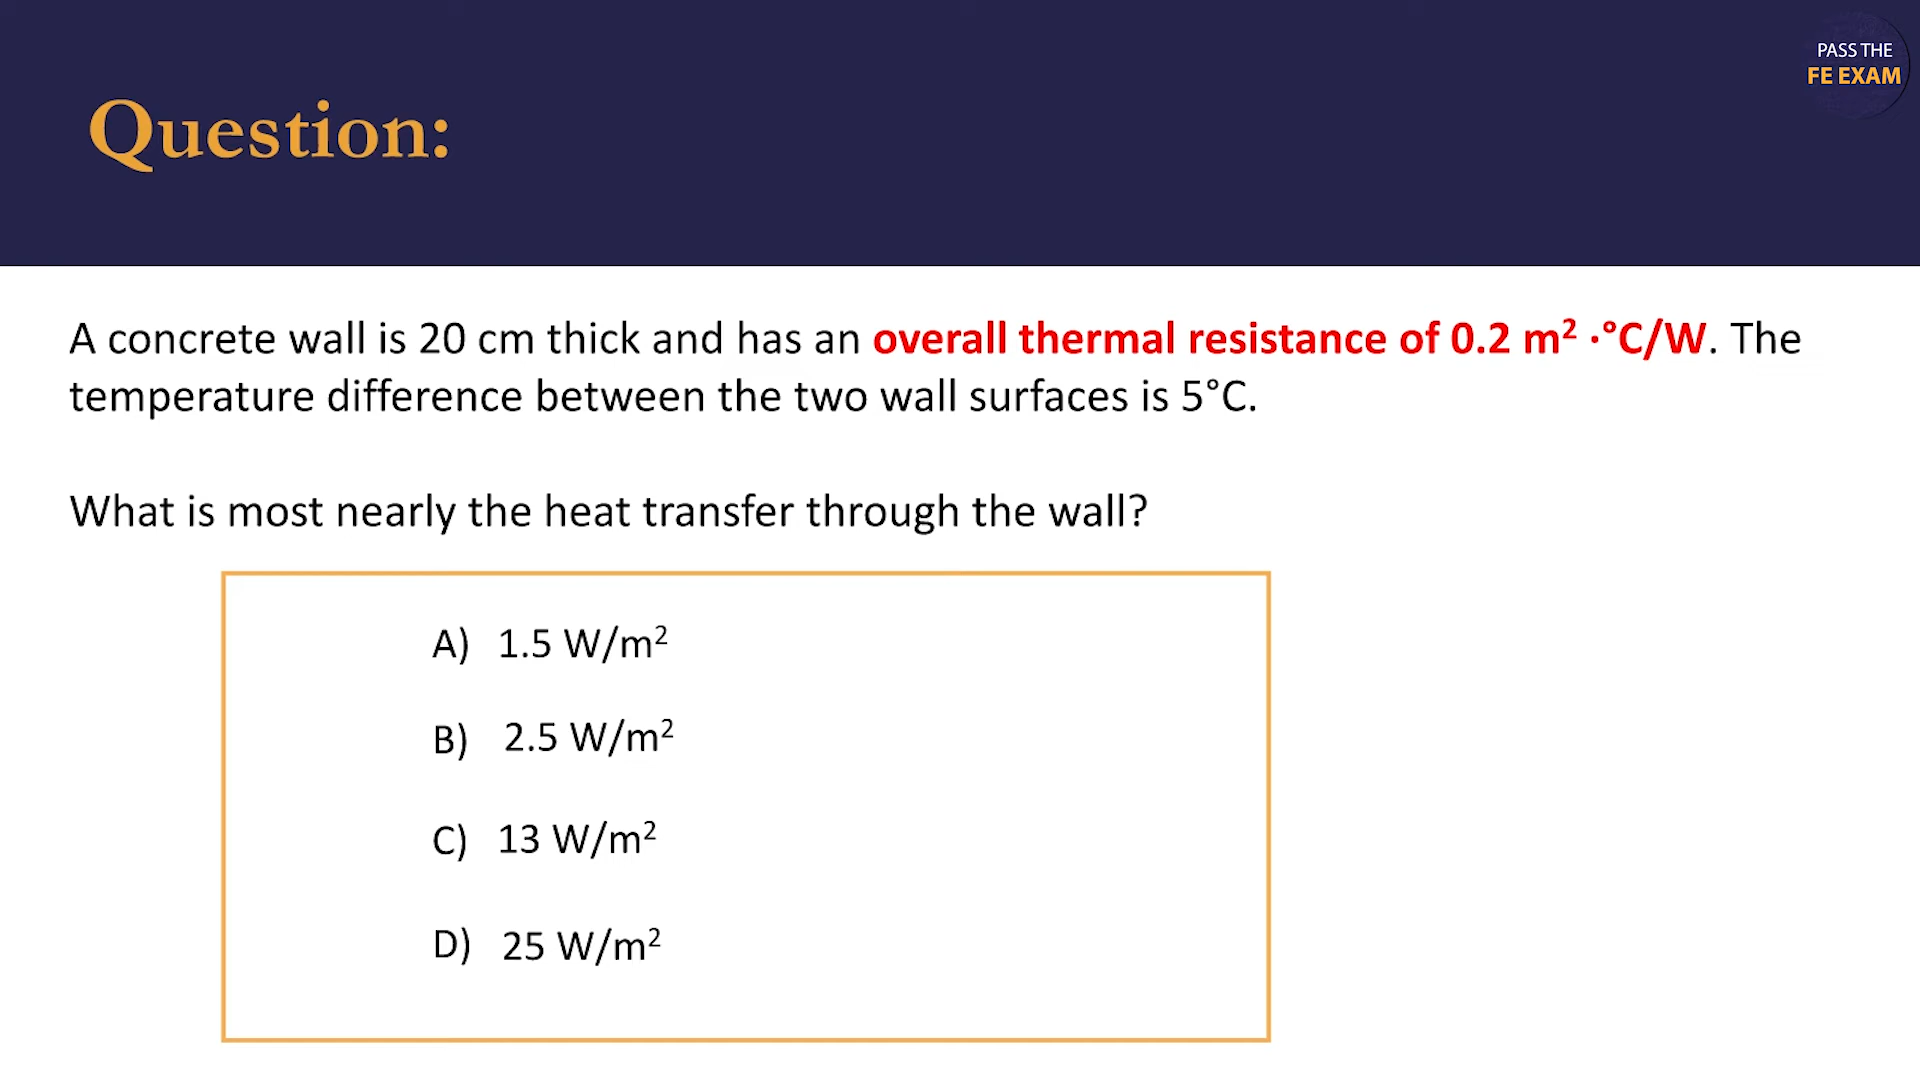 PASS THE
FE EXAM
Question:
A concrete wall is 20 cm thick and has an overall thermal resistance of 0.2 m² ·°C/W. The
temperature difference between the two wall surfaces is 5°C.
What is most nearly the heat transfer through the wall?
A) 1.5 W/m²
B) 2.5 W/m²
C) 13 W/m²
D) 25 W/m²